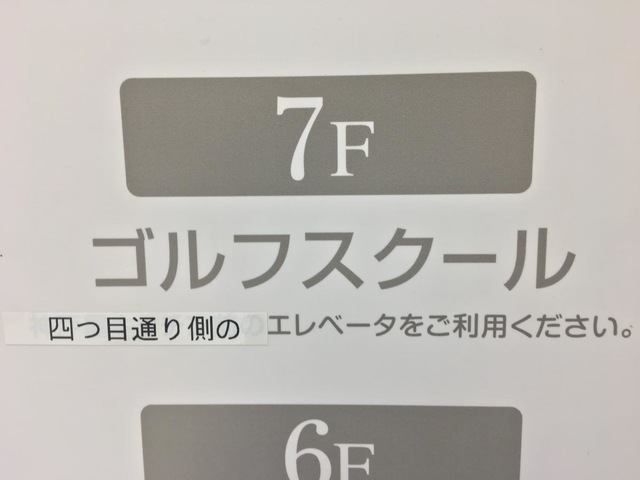 7F
ゴルフスクール
四つ目通り側のエレベータをご利用ください。
6F